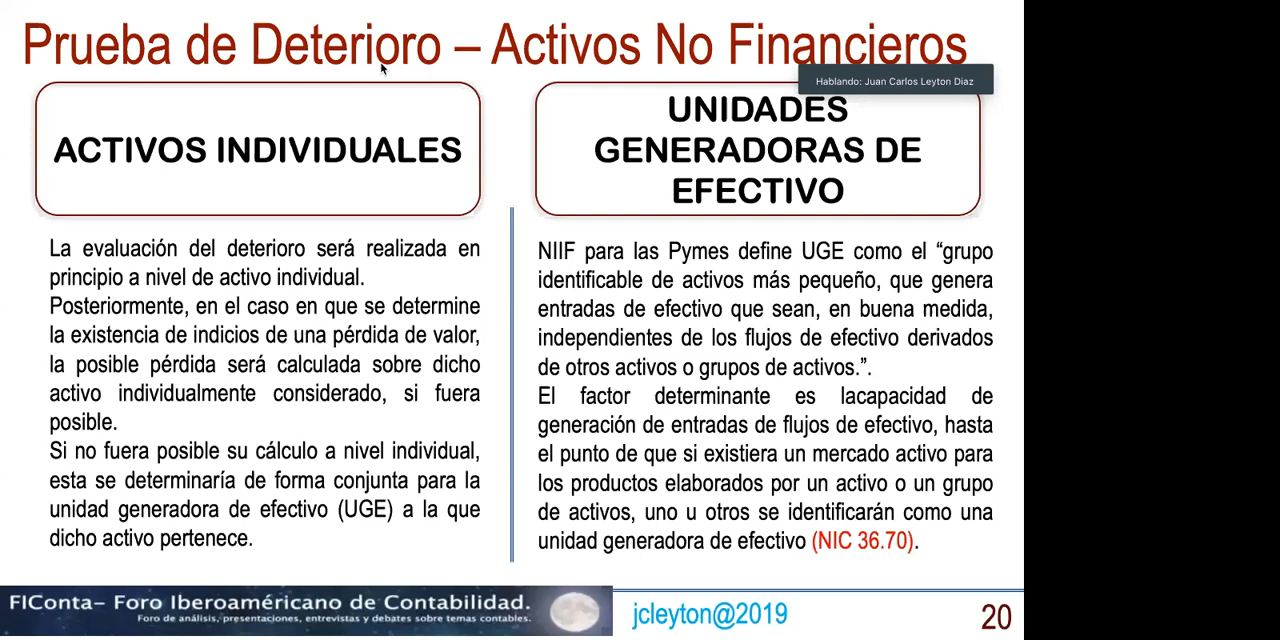 Prueba de Deterioro – Activos No Financieros
Hablando: Juan Carlos Leyton Diaz
ACTIVOS INDIVIDUALES
La evaluación del deterioro será realizada en
principio a nivel de activo individual.
Posteriormente, en el caso en que se determine
la existencia de indicios de una pérdida de valor,
la posible pérdida será calculada sobre dicho
activo individualmente considerado, si fuera
posible.
Si no fuera posible su cálculo a nivel individual,
esta se determinaría de forma conjunta para la
unidad generadora de efectivo (UGE) a la que
dicho activo pertenece.
UNIDADES
GENERADORAS DE
EFECTIVO
NIIF para las Pymes define UGE como el “grupo
identificable de activos más pequeño, que genera
entradas de efectivo que sean, en buena medida,
independientes de los flujos de efectivo derivados
de otros activos o grupos de activos.”.
El factor determinante es lacapacidad de
generación de entradas de flujos de efectivo, hasta
el punto de que si existiera un mercado activo para
los productos elaborados por un activo o un grupo
de activos, uno u otros se identificarán como una
unidad generadora de efectivo (NIC 36.70).
FIConta– Foro Iberoaméricano de Contabilidad.
Foro de análisis, presentaciones, entrevistas y debates sobre temas contables.
jcleyton@2019
20